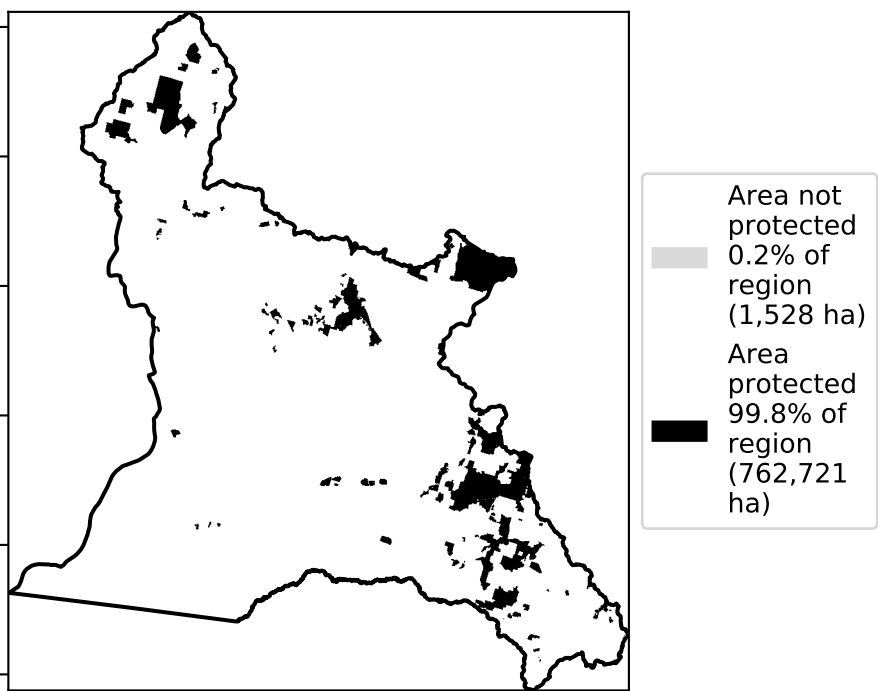 Area not
protected
0.2% of
region
(1,528 ha)
Area
protected
99.8% of
region
(762,721
ha)